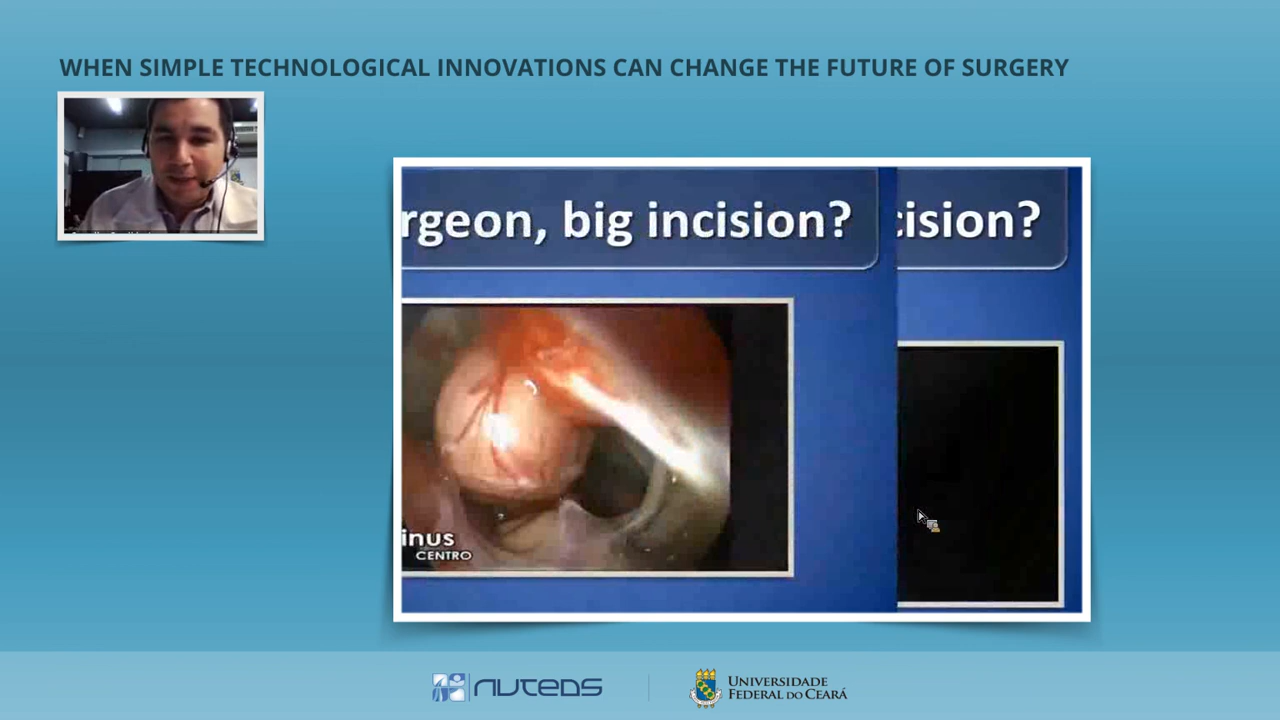 WHEN SIMPLE TECHNOLOGICAL INNOVATIONS CAN CHANGE THE FUTURE OF SURGERY
rgeon, big incision?
cision?
inus
CENTRO
NUTEDS
UNIVERSIDADE
FEDERAL DO CEARÁ